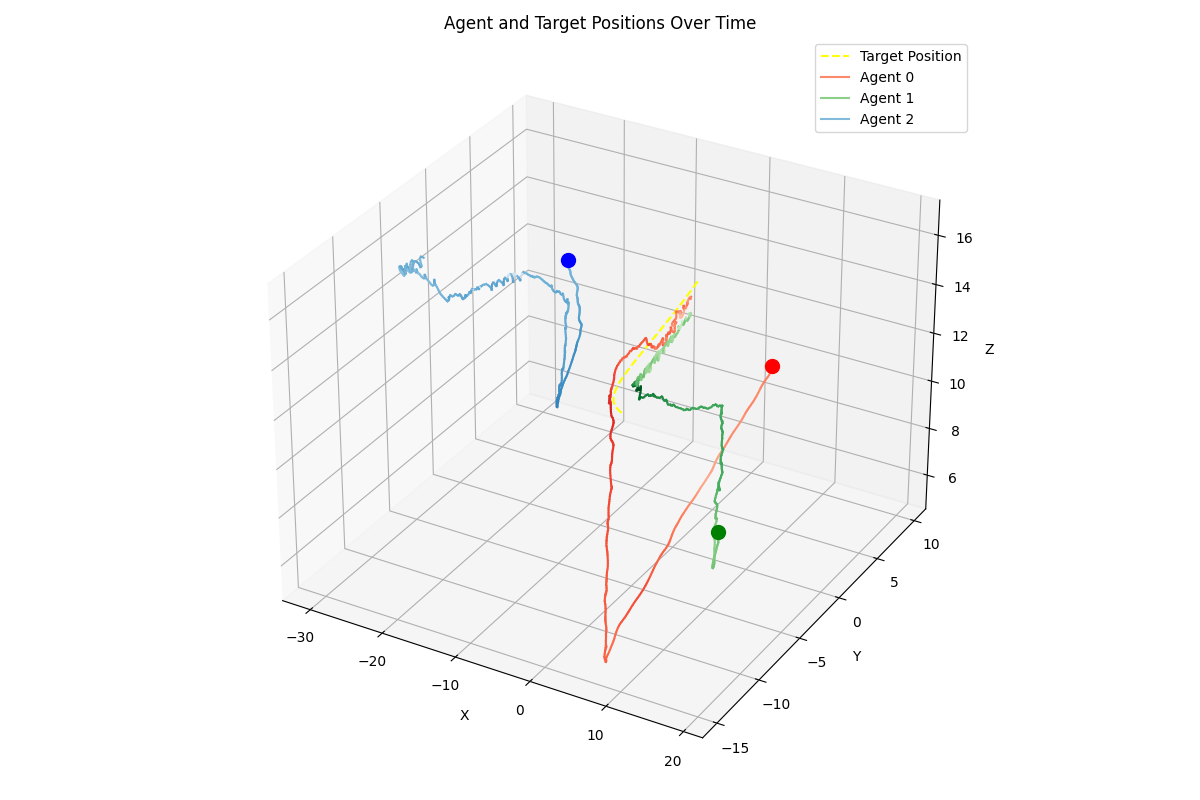 Agent and Target Positions Over Time
Target Position
Agent 0
Agent 1
Agent 2
16
14
12
10
8
6
Z
10
5
0
−5
−10
−15
Y
−30
−20
−10
0
10
20
X